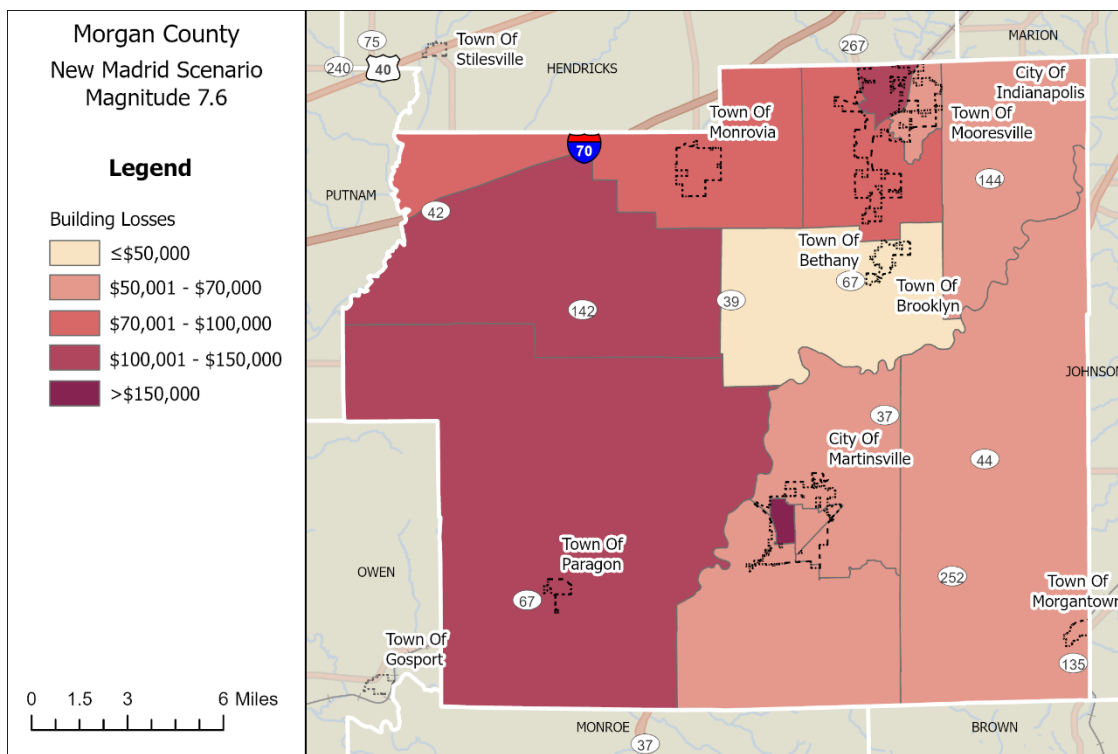 Morgan County
New Madrid Scenario
Magnitude 7.6
Legend
Building Losses
≤$50,000
$50,001 - $70,000
$70,001 - $100,000
$100,001 - $150,000
>$150,000
0 1.5 3 6 Miles
75
Town Of
Stilesville
240
40
HENDRICKS
267
MARION
City Of
Indianapolis
Town Of
Monrovia
Town Of
Mooresville
70
PUTNAM
144
42
Town Of
Bethany
67
Town Of
Brooklyn
39
142
JOHNSON
37
City Of
Martinsville
44
Town Of
Paragon
OWEN
67
252
Town Of
Morgantown
Town Of
Gosport
135
MONROE
37
BROWN